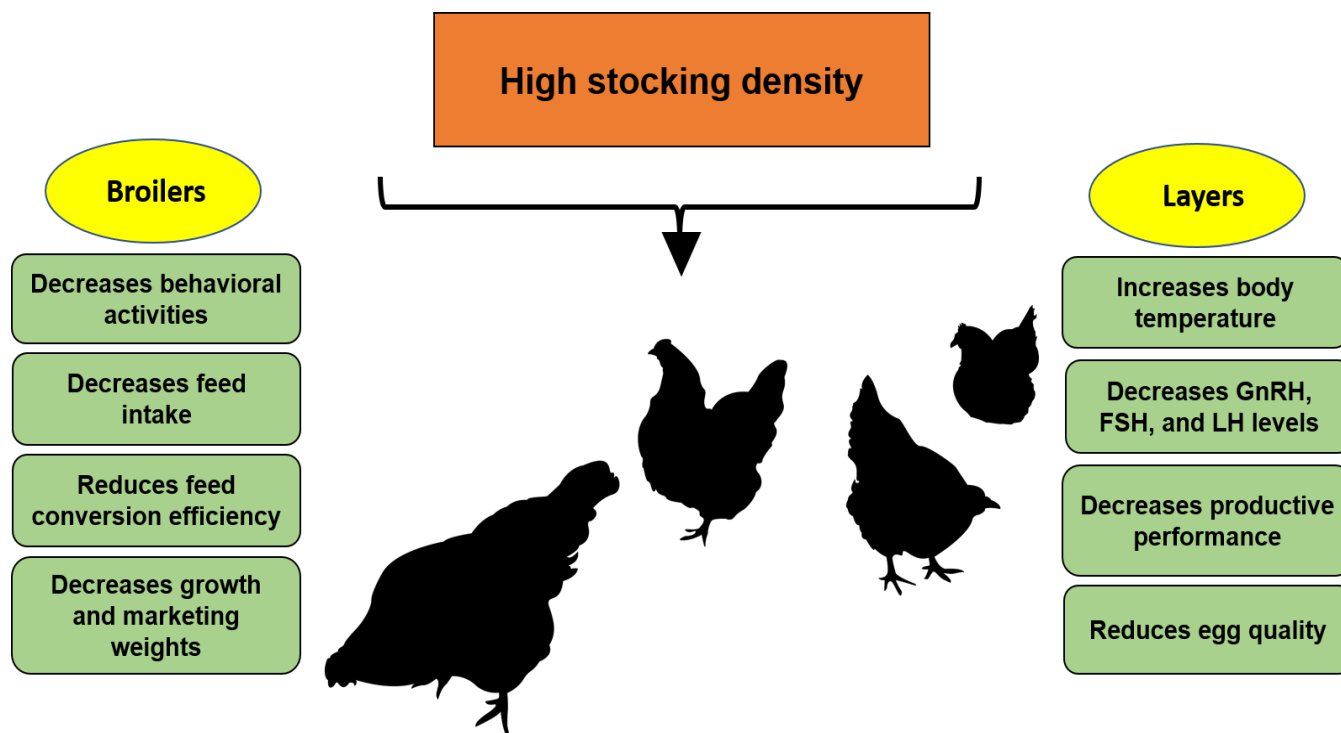 High stocking density
Broilers
Decreases behavioral
activities
Decreases feed
intake
Reduces feed
conversion efficiency
Decreases growth
and marketing
weights
Layers
Increases body
temperature
Decreases GnRH,
FSH, and LH levels
Decreases productive
performance
Reduces egg quality